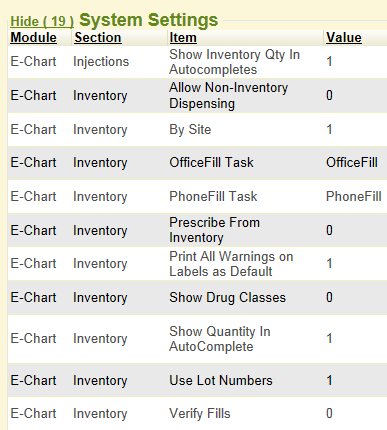 Hide ( 19 ) System Settings
Module Section Item Value
E-Chart Injections Show Inventory Qty In Autocompletes 1
E-Chart Inventory Allow Non-Inventory Dispensing 0
E-Chart Inventory By Site 1
E-Chart Inventory OfficeFill Task OfficeFill
E-Chart Inventory PhoneFill Task PhoneFill
E-Chart Inventory Prescribe From Inventory 0
E-Chart Inventory Print All Warnings on Labels as Default 1
E-Chart Inventory Show Drug Classes 0
E-Chart Inventory Show Quantity In AutoComplete 1
E-Chart Inventory Use Lot Numbers 1
E-Chart Inventory Verify Fills 0